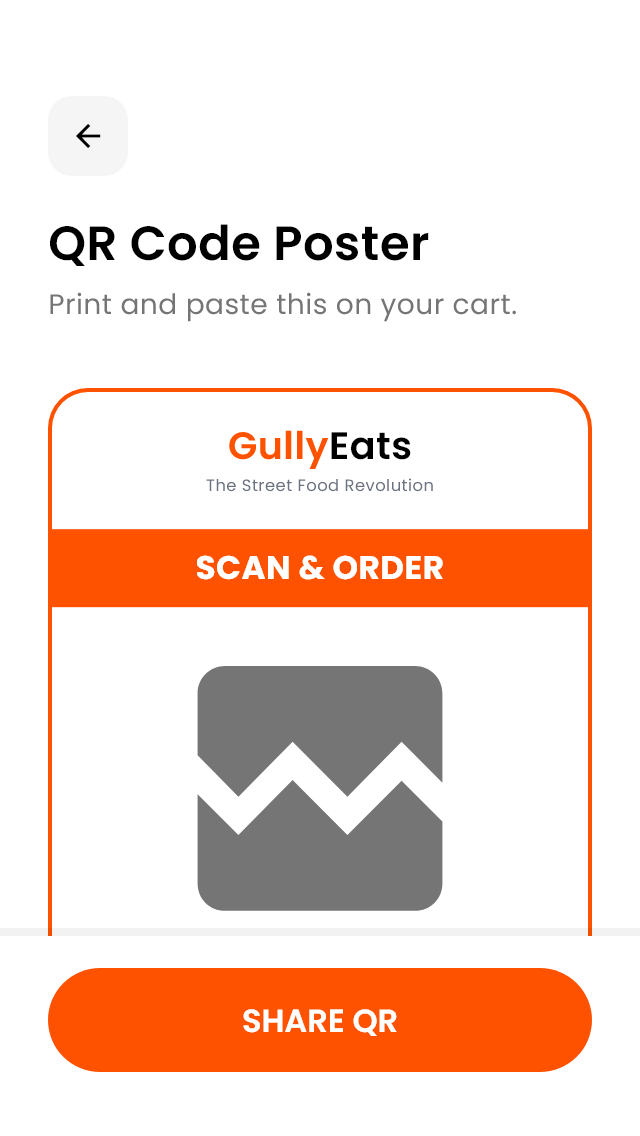 QR Code Poster
Print and paste this on your cart.
GullyEats
The Street Food Revolution
SCAN & ORDER
SHARE QR